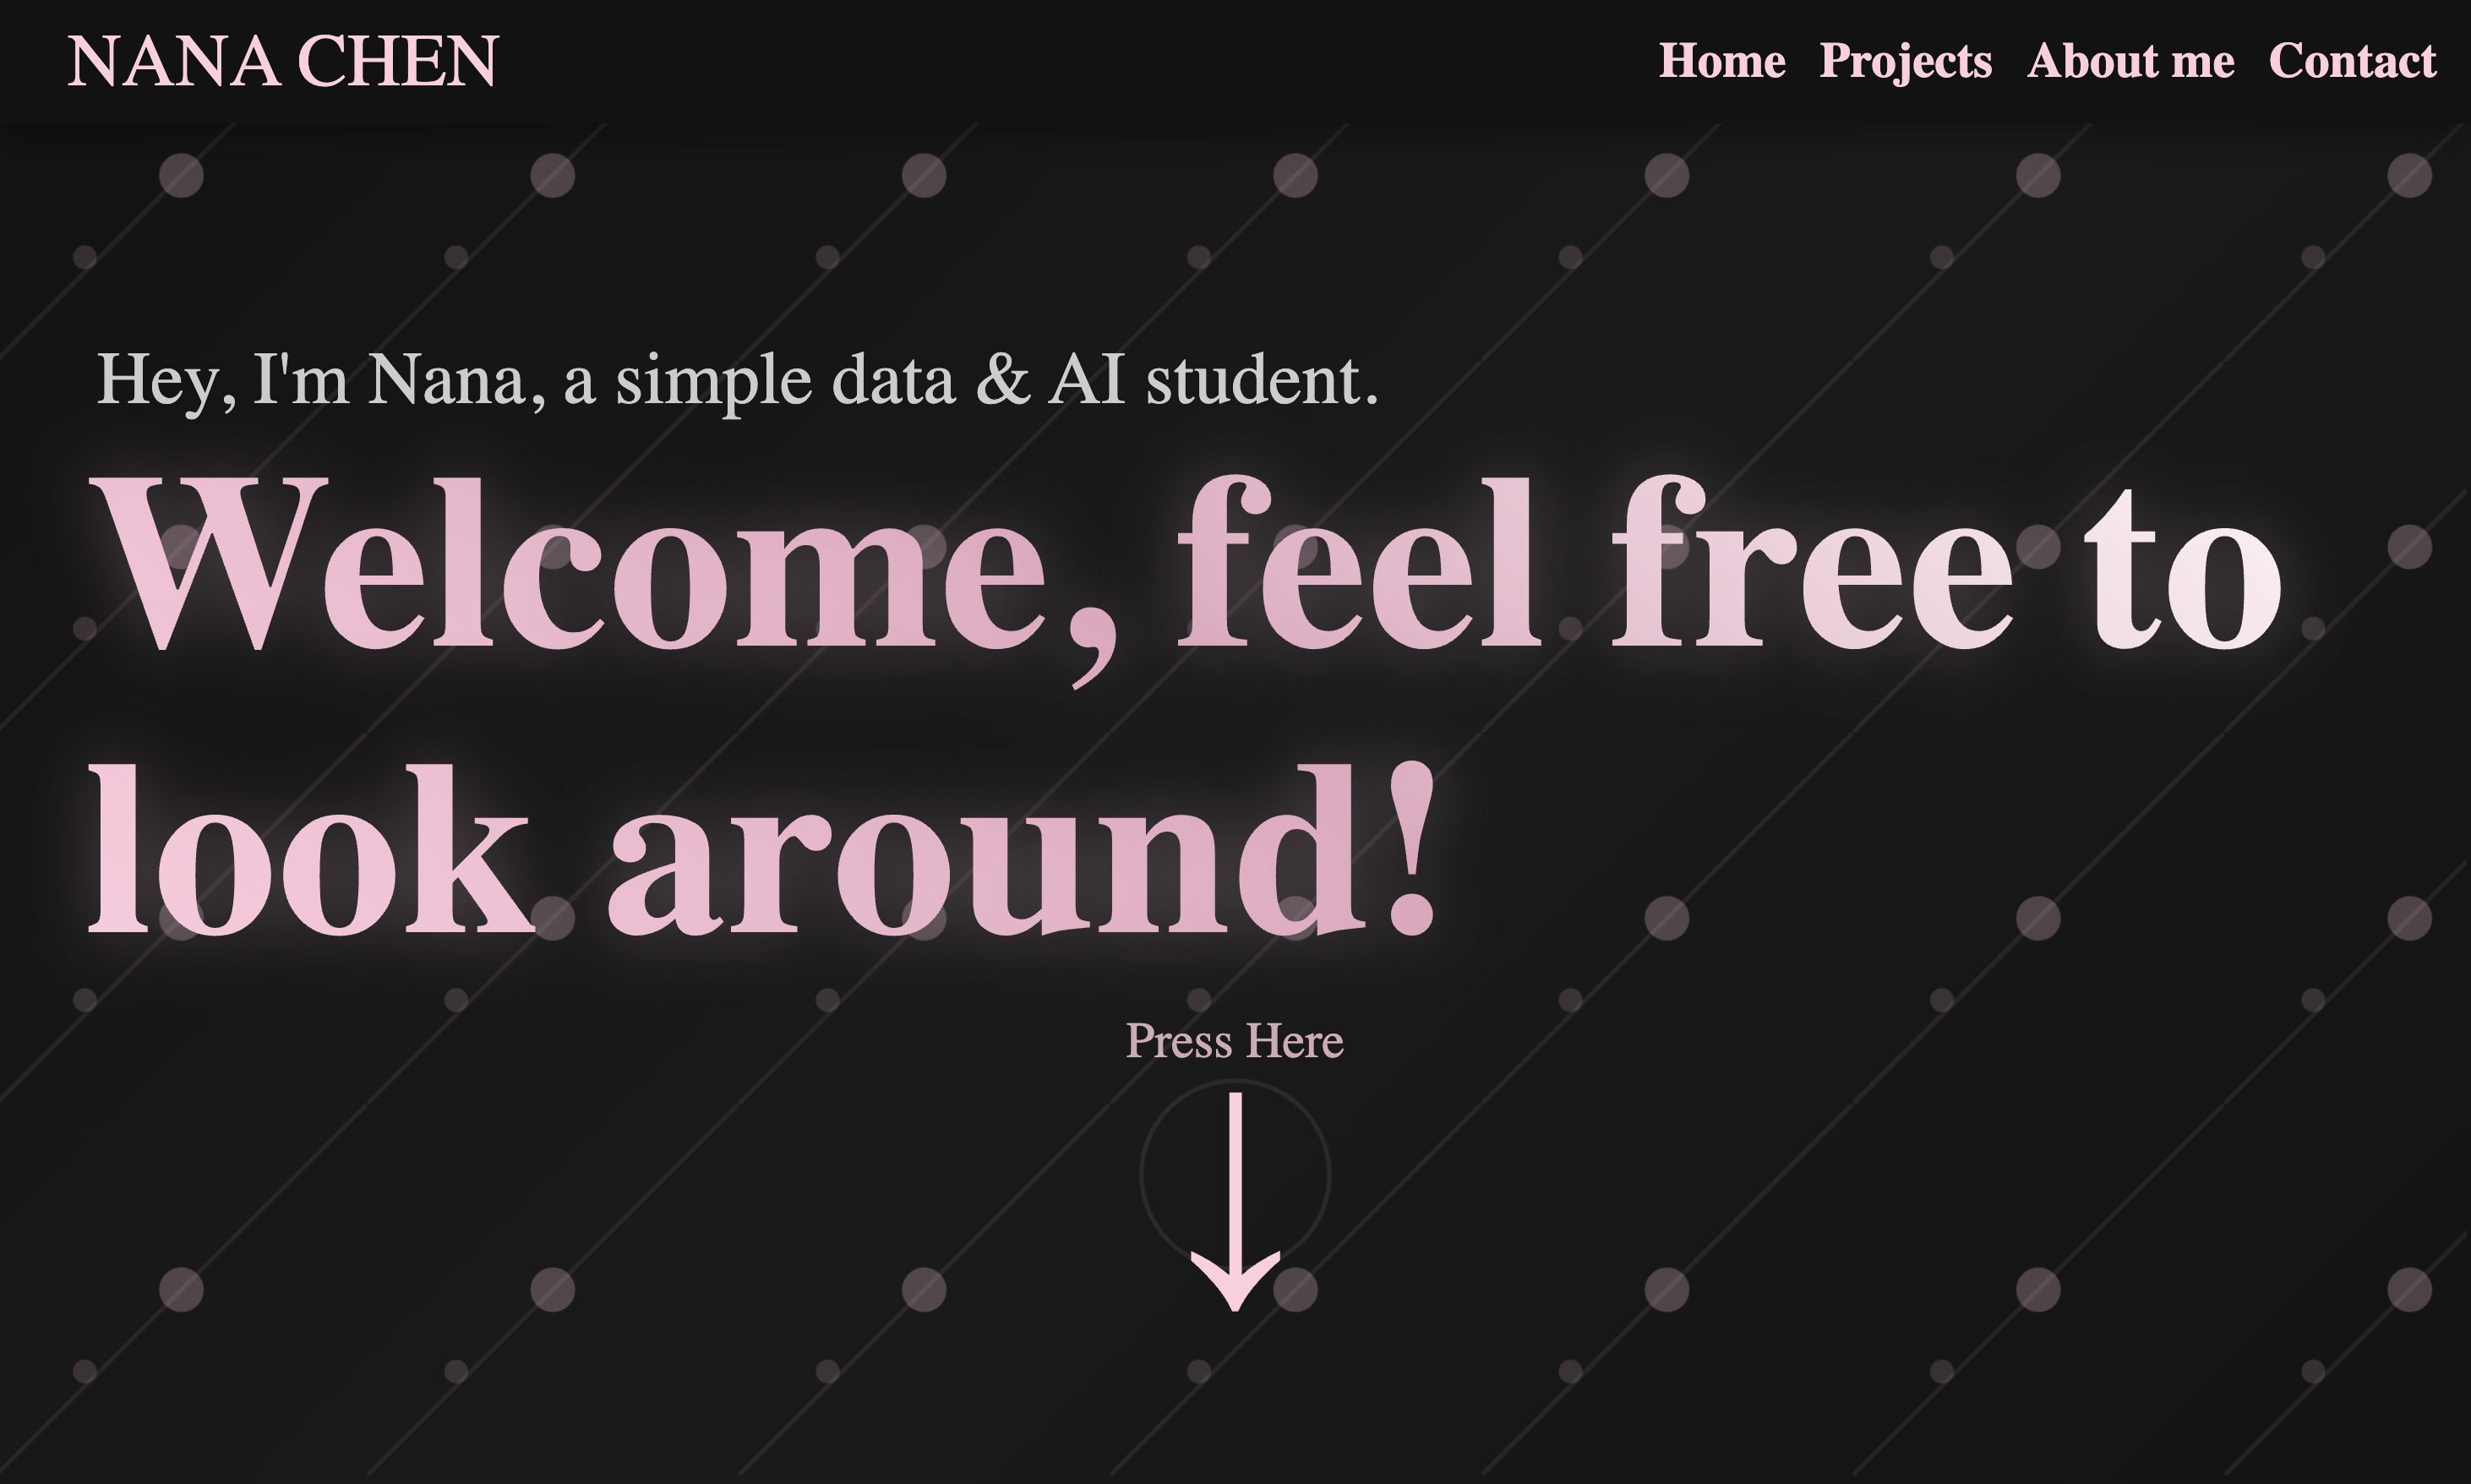 NANA CHEN
Home Projects About me Contact
Hey, I'm Nana, a simple data & AI student.
Welcome, feel free to
look around!
Press Here